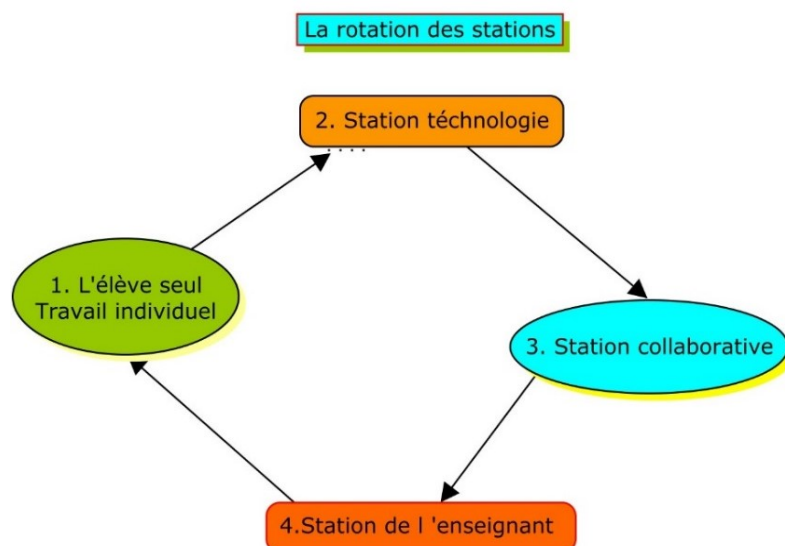 La rotation des stations
2. Station téchnologie
1. L'élève seul
Travail individuel
3. Station collaborative
4.Station de l 'enseignant